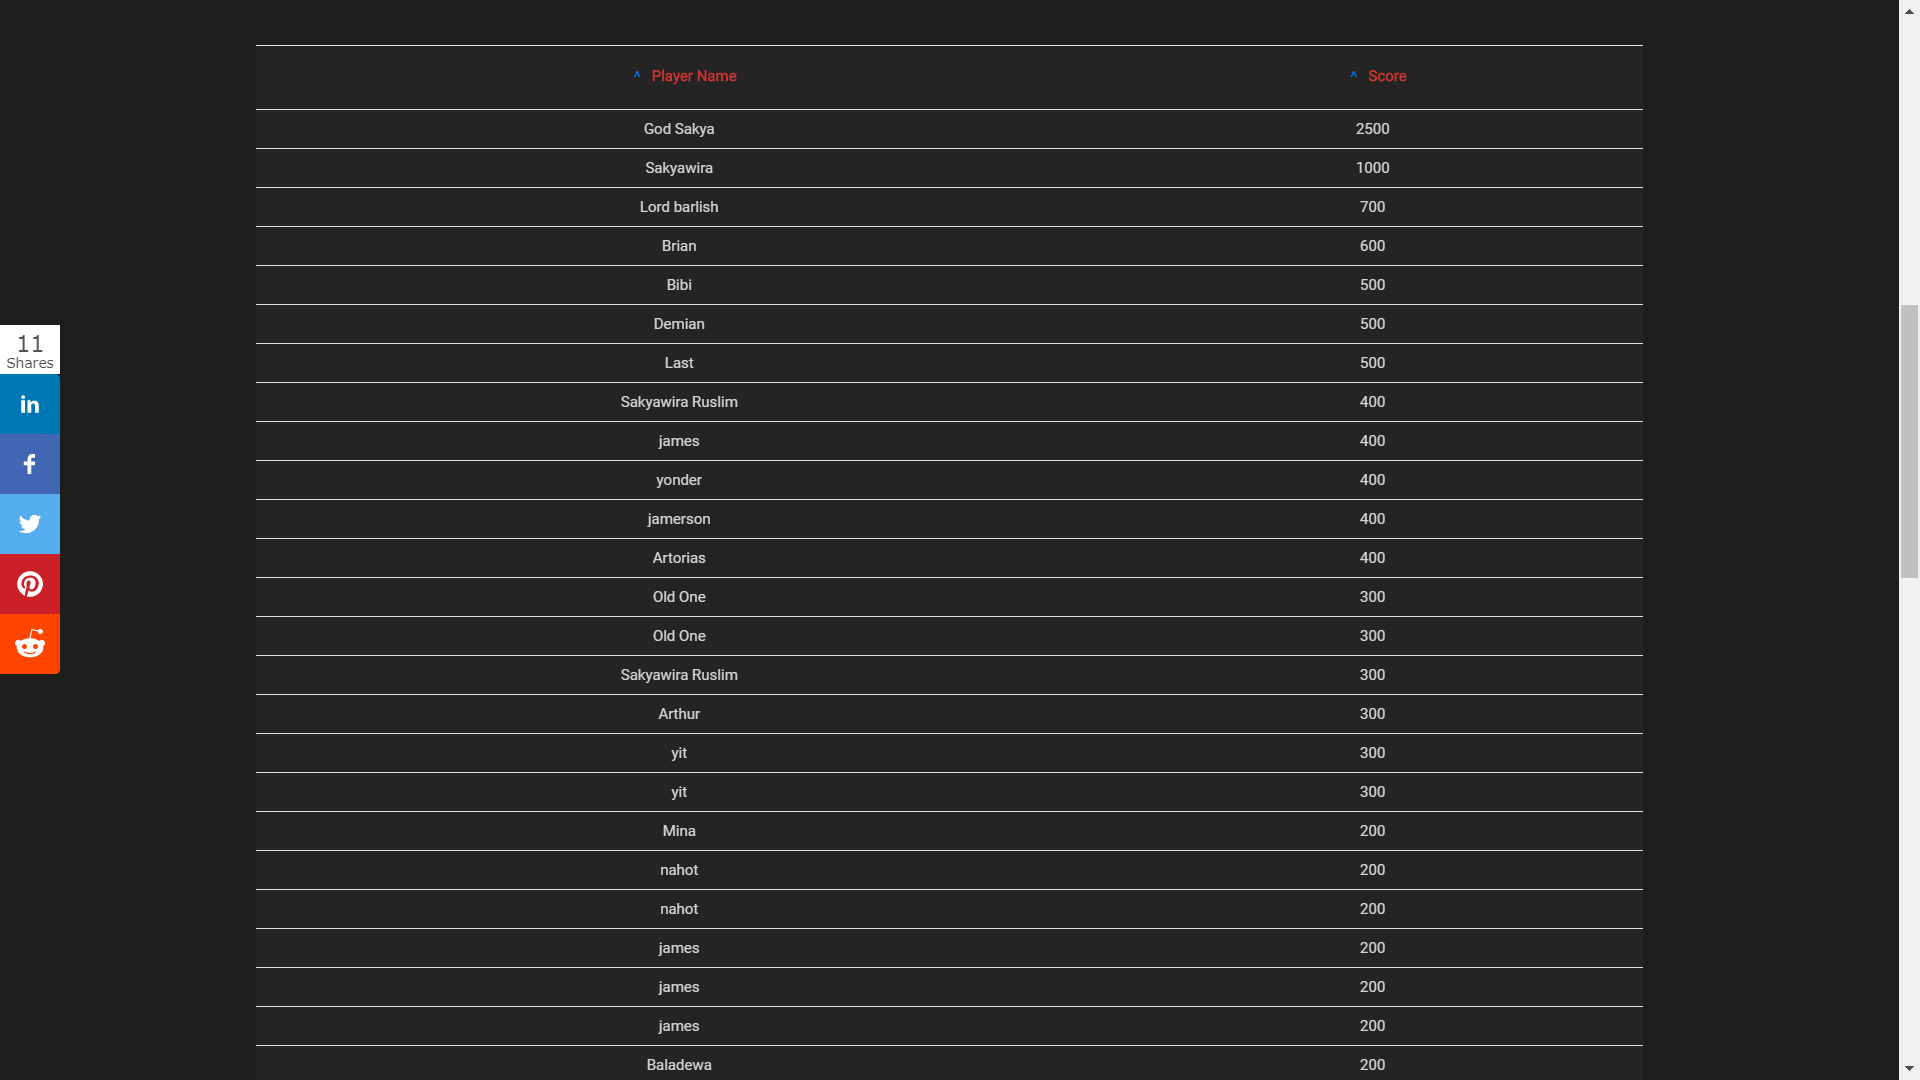 ^ Player Name ^ Score
God Sakya 2500
Sakyawira 1000
Lord barlish 700
Brian 600
Bibi 500
Demian 500
11
Shares
Last 500
Sakyawira Ruslim 400
in
james 400
f
yonder 400
jamerson 400
Artorias 400
Old One 300
Old One 300
Sakyawira Ruslim 300
Arthur 300
yit 300
yit 300
Mina 200
nahot 200
nahot 200
james 200
james 200
james 200
Baladewa 200